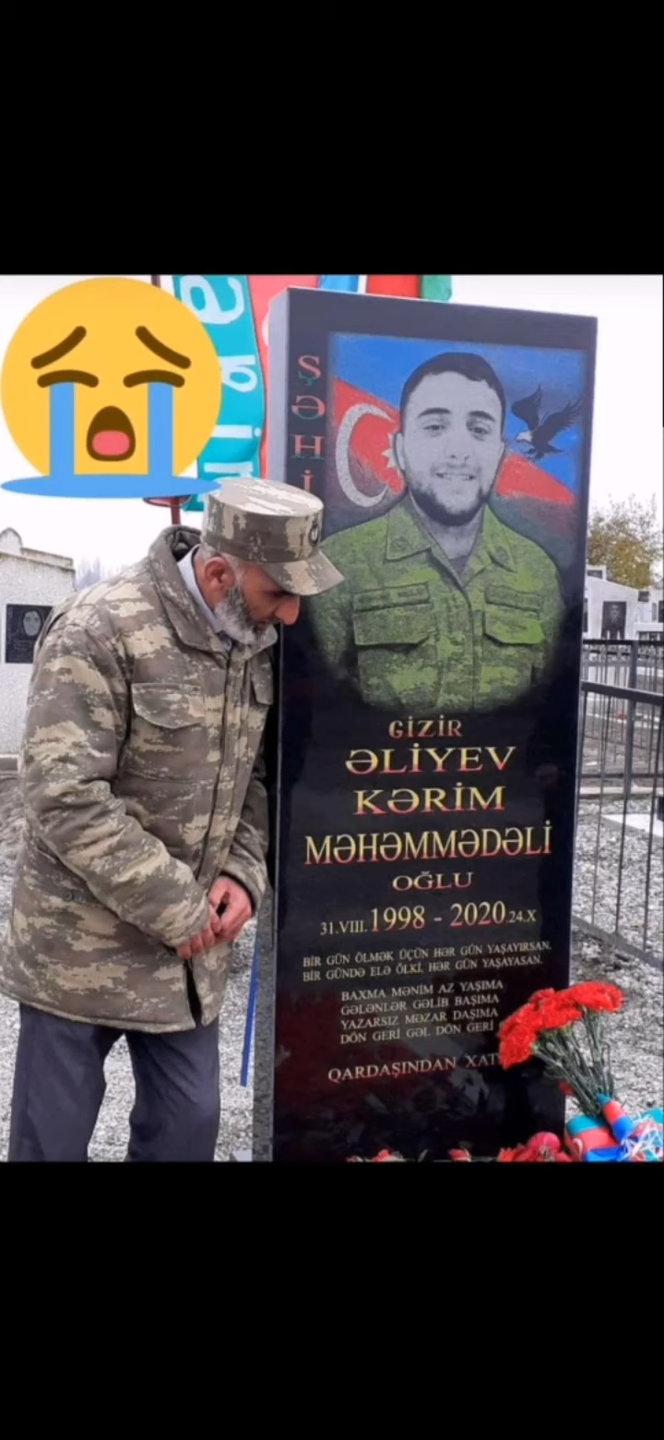 ŞƏHİ
GİZİR
ƏLİYEV
KƏRİM
MƏHƏMMƏDƏLİ
OĞLU
31.VIII.1998 - 2020.24.X
BİR GÜN ÖLMƏK ÜÇÜN HƏR GÜN YAŞAYIRSAN.
BİR GÜNDƏ ELƏ ÖLKİ, HƏR GÜN YAŞAYASAN.
BAXMA MƏNİM AZ YAŞIMA
GƏLƏNLƏR GƏLİB BAŞIMA
YAZARSIZ MƏZAR DAŞIMA
DÖN GERİ GƏL DÖN GERİ
QARDAŞINDAN XAT